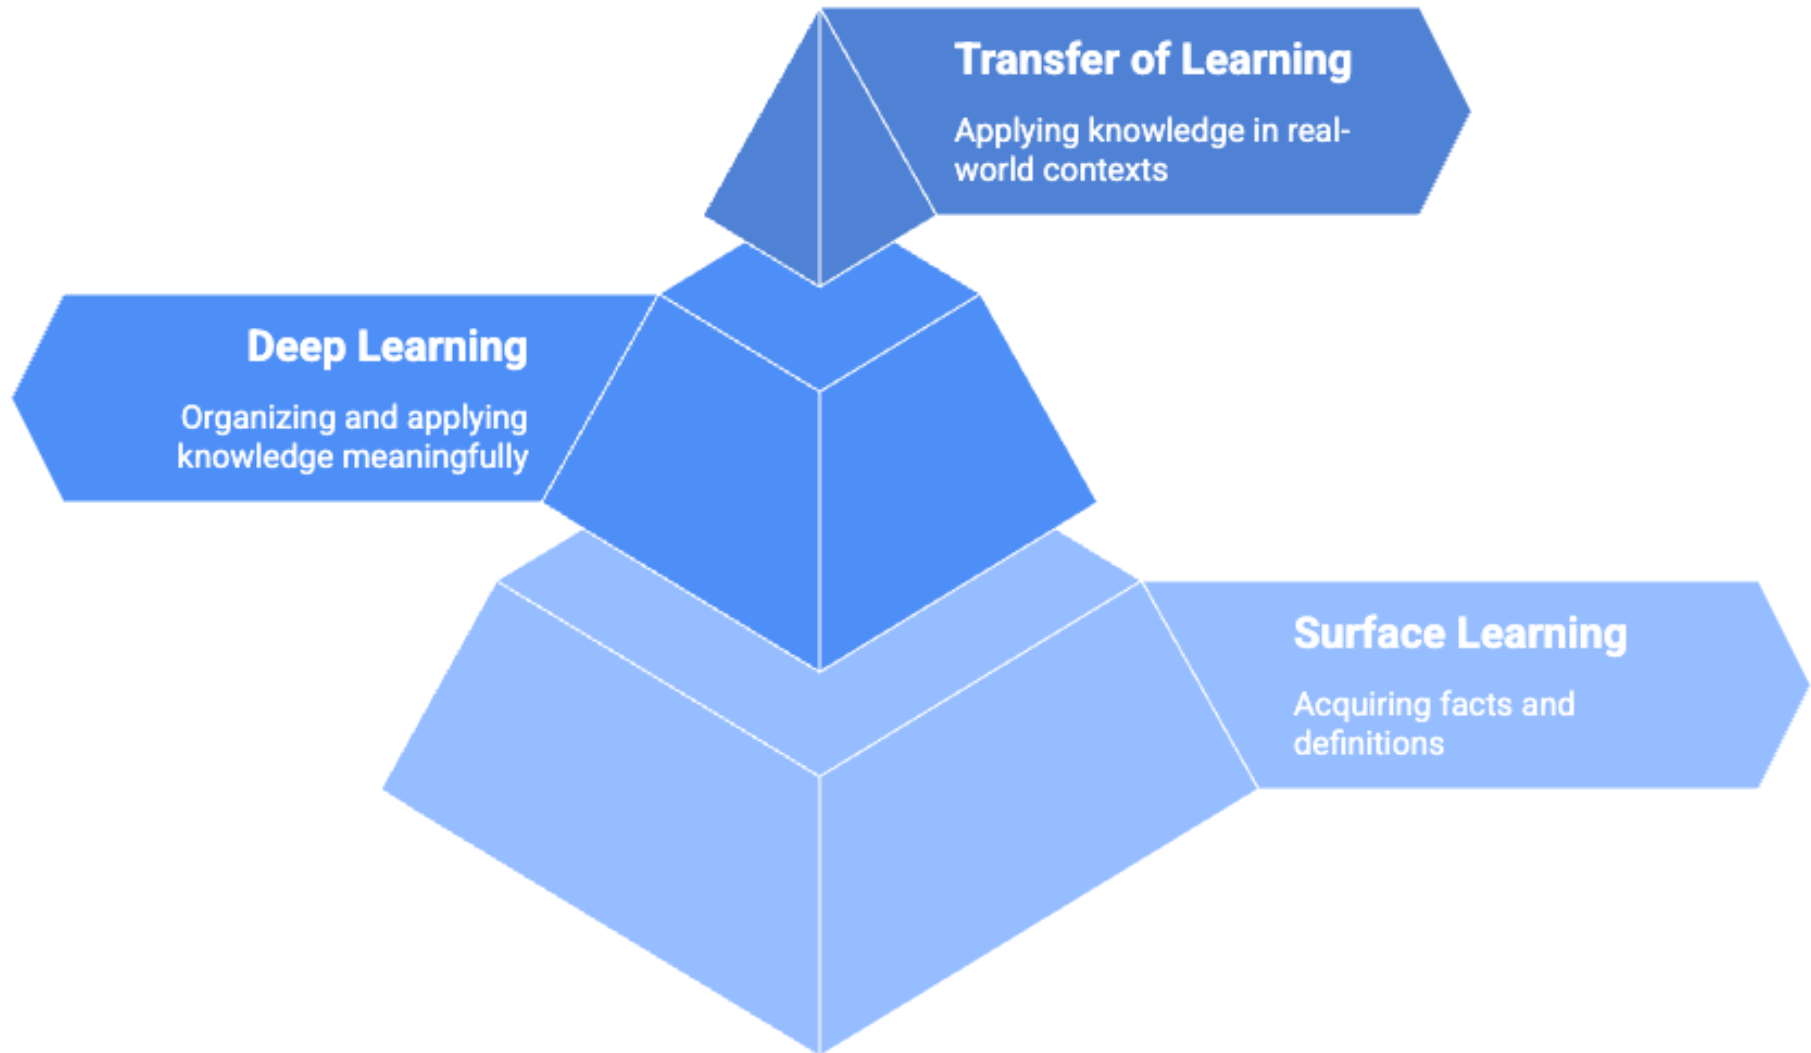 Transfer of Learning
Applying knowledge in real-
world contexts
Deep Learning
Organizing and applying
knowledge meaningfully
Surface Learning
Acquiring facts and
definitions